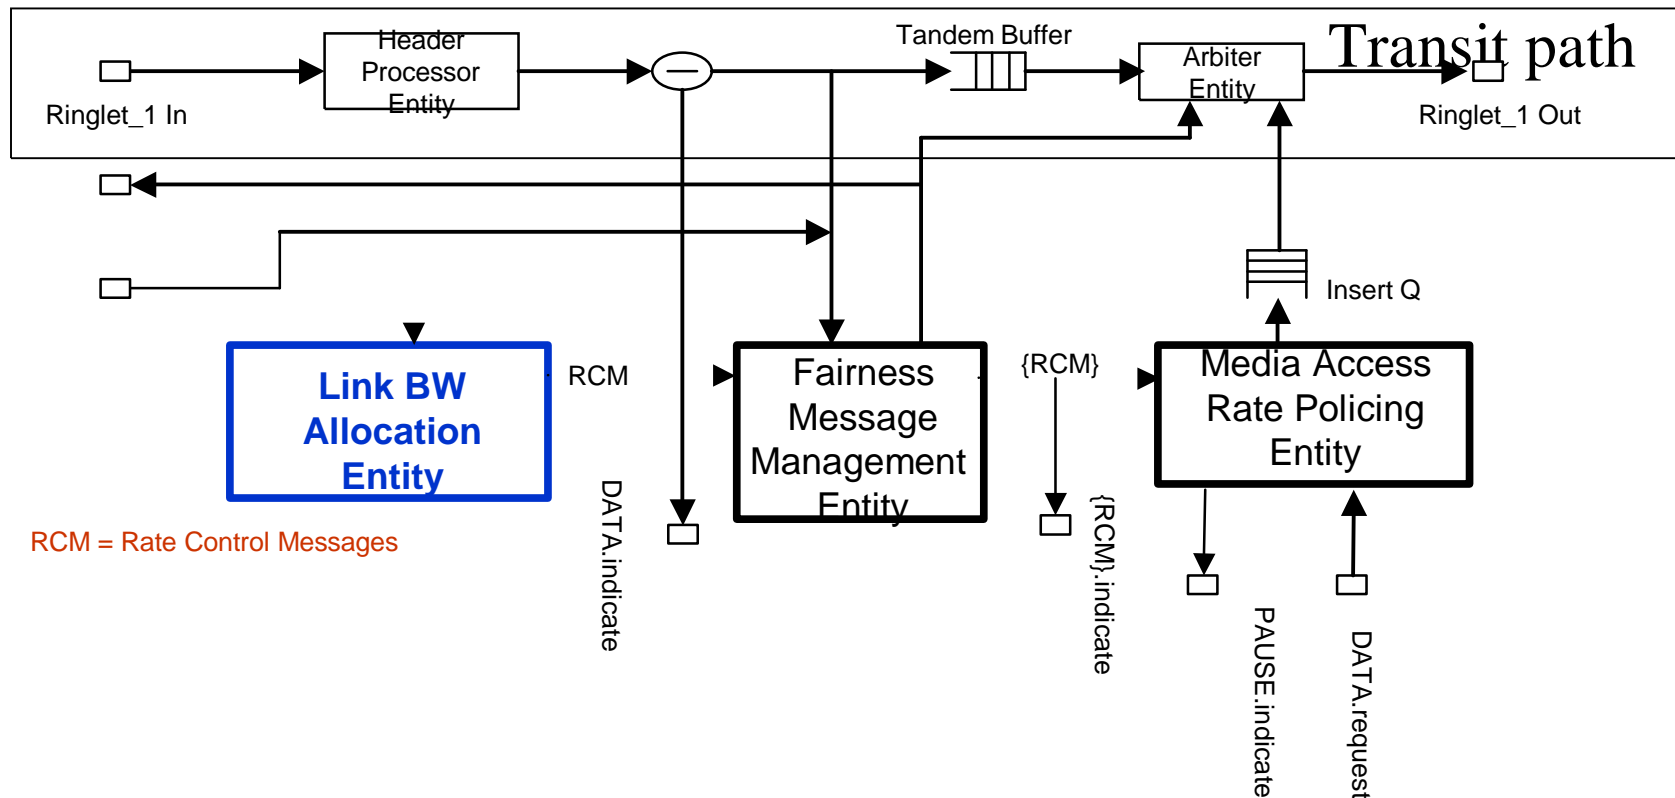 Transit path
Header
Processor
Entity
Tandem Buffer
Arbiter
Entity
Ringlet_1 In
Ringlet_1 Out
Insert Q
Link BW
Allocation
Entity
RCM
Fairness
Message
Management
Entity
{RCM}
Media Access
Rate Policing
Entity
RCM = Rate Control Messages
DATA.indicate
{RCM}.indicate
PAUSE.indicate
DATA.request